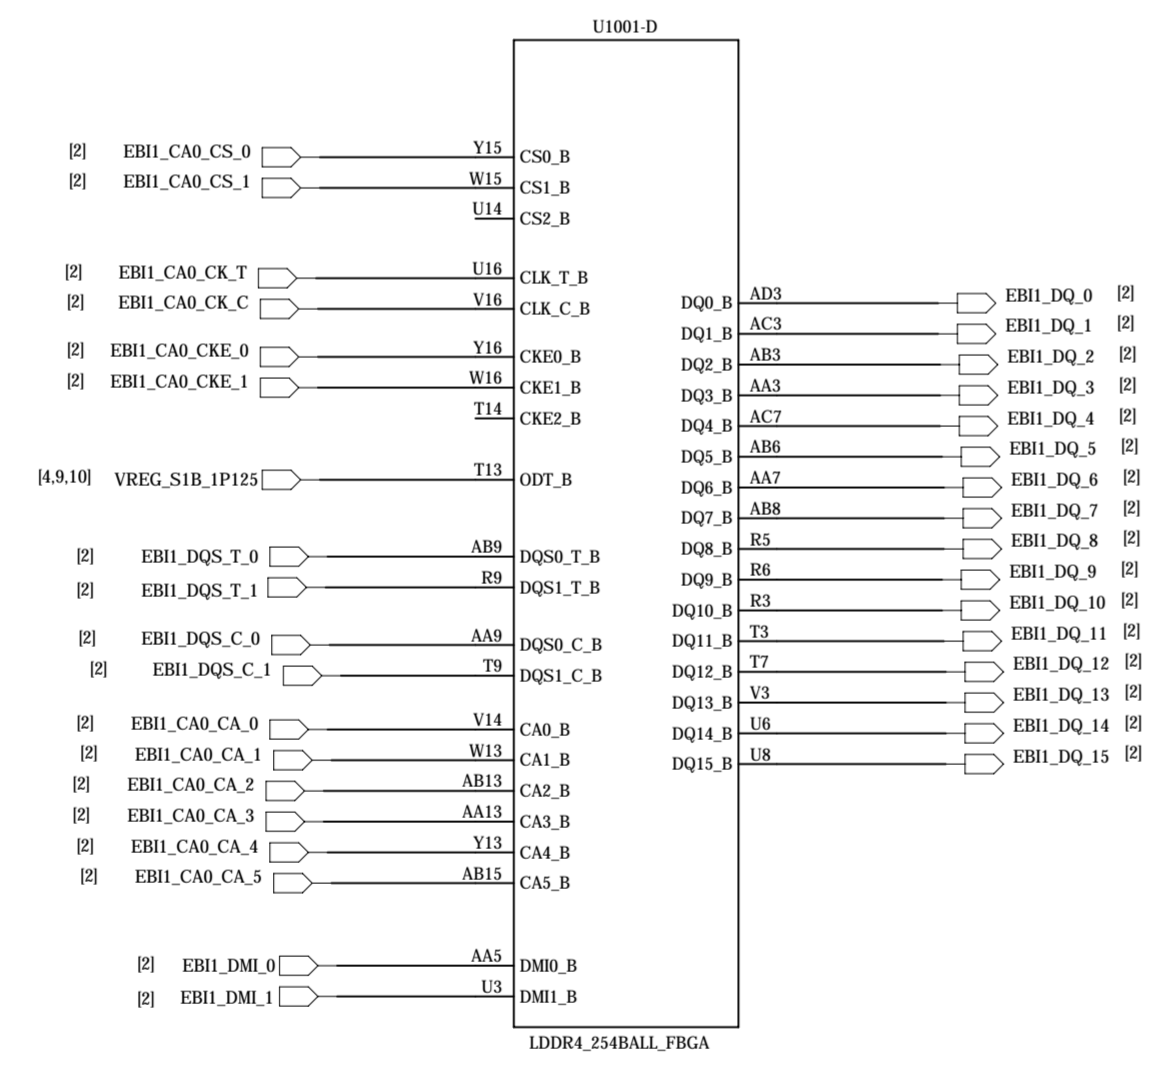 U1001-D
[2] EBI1_CA0_CS_0 Y15 CS0_B
[2] EBI1_CA0_CS_1 W15 CS1_B
U14 CS2_B
[2] EBI1_CA0_CK_T U16 CLK_T_B
[2] EBI1_CA0_CK_C V16 CLK_C_B
[2] EBI1_CA0_CKE_0 Y16 CKE0_B
[2] EBI1_CA0_CKE_1 W16 CKE1_B
T14 CKE2_B
[4,9,10] VREG_S1B_1P125 T13 ODT_B
[2] EBI1_DQS_T_0 AB9 DQS0_T_B
[2] EBI1_DQS_T_1 R9 DQS1_T_B
[2] EBI1_DQS_C_0 AA9 DQS0_C_B
[2] EBI1_DQS_C_1 T9 DQS1_C_B
[2] EBI1_CA0_CA_0 V14 CA0_B
[2] EBI1_CA0_CA_1 W13 CA1_B
[2] EBI1_CA0_CA_2 AB13 CA2_B
[2] EBI1_CA0_CA_3 AA13 CA3_B
[2] EBI1_CA0_CA_4 Y13 CA4_B
[2] EBI1_CA0_CA_5 AB15 CA5_B
[2] EBI1_DMI_0 AA5 DMI0_B
[2] EBI1_DMI_1 U3 DMI1_B
DQ0_B AD3 EBI1_DQ_0 [2]
DQ1_B AC3 EBI1_DQ_1 [2]
DQ2_B AB3 EBI1_DQ_2 [2]
DQ3_B AA3 EBI1_DQ_3 [2]
DQ4_B AC7 EBI1_DQ_4 [2]
DQ5_B AB6 EBI1_DQ_5 [2]
DQ6_B AA7 EBI1_DQ_6 [2]
DQ7_B AB8 EBI1_DQ_7 [2]
DQ8_B R5 EBI1_DQ_8 [2]
DQ9_B R6 EBI1_DQ_9 [2]
DQ10_B R3 EBI1_DQ_10 [2]
DQ11_B T3 EBI1_DQ_11 [2]
DQ12_B T7 EBI1_DQ_12 [2]
DQ13_B V3 EBI1_DQ_13 [2]
DQ14_B U6 EBI1_DQ_14 [2]
DQ15_B U8 EBI1_DQ_15 [2]
LDDR4_254BALL_FBGA